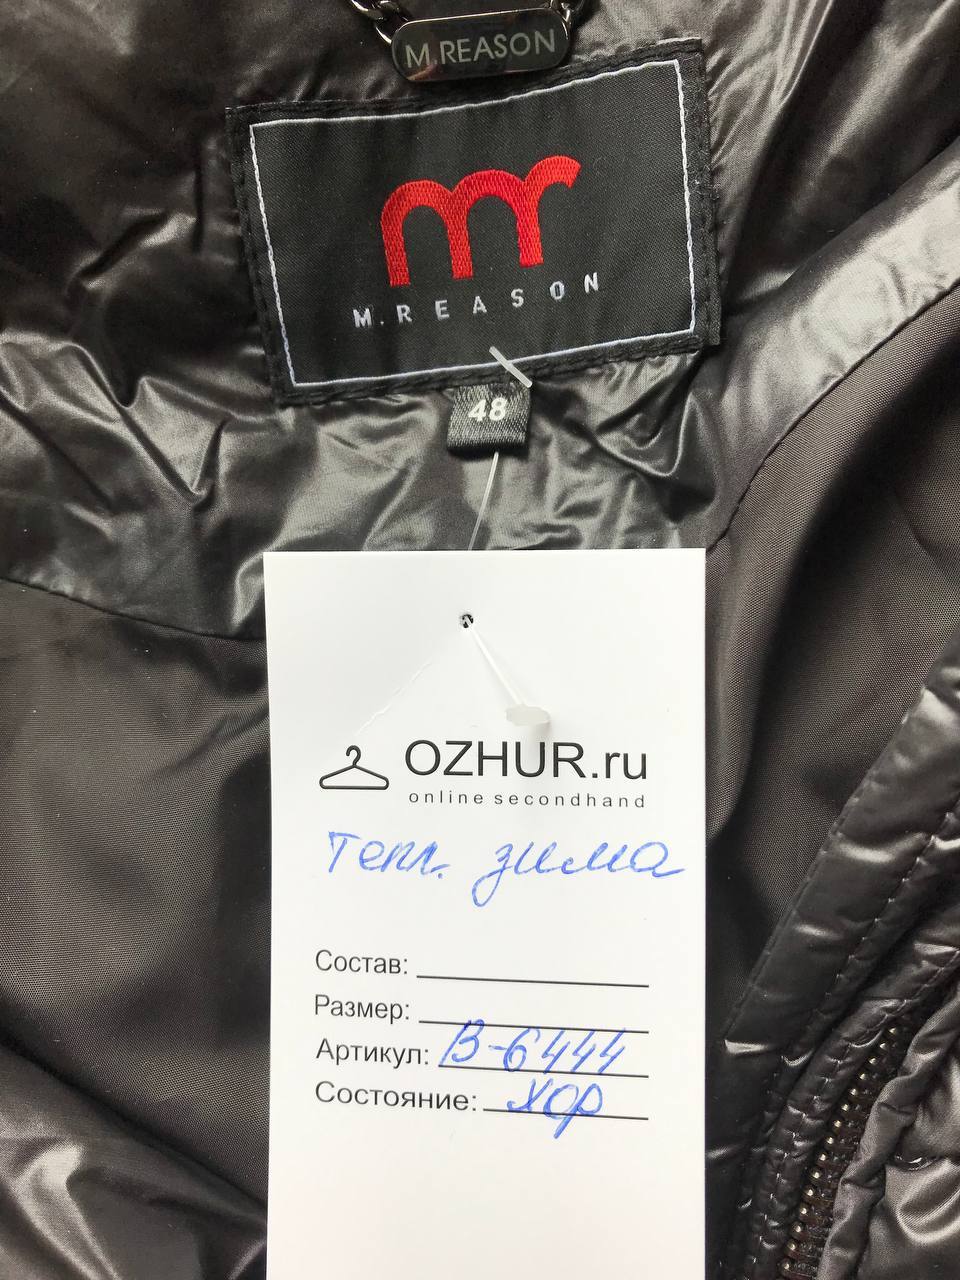 M.REASON
mr
M.REASON
48
OZHUR.ru
online secondhand
Тепл. зима
Состав:
Размер:
Артикул: В-6444
Состояние: хор